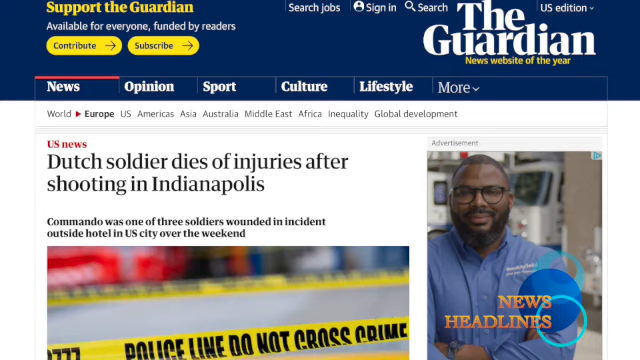 Support the Guardian
Available for everyone, funded by readers
Contribute → Subscribe →
Search jobs Sign in Search US edition
The Guardian
News website of the year
News Opinion Sport Culture Lifestyle More
World Europe US Americas Asia Australia Middle East Africa Inequality Global development
US news
Dutch soldier dies of injuries after
shooting in Indianapolis
Commando was one of three soldiers wounded in incident
outside hotel in US city over the weekend
POLICE LINE DO NOT CROSS CRIME
Advertisement
NEWS
HEADLINES